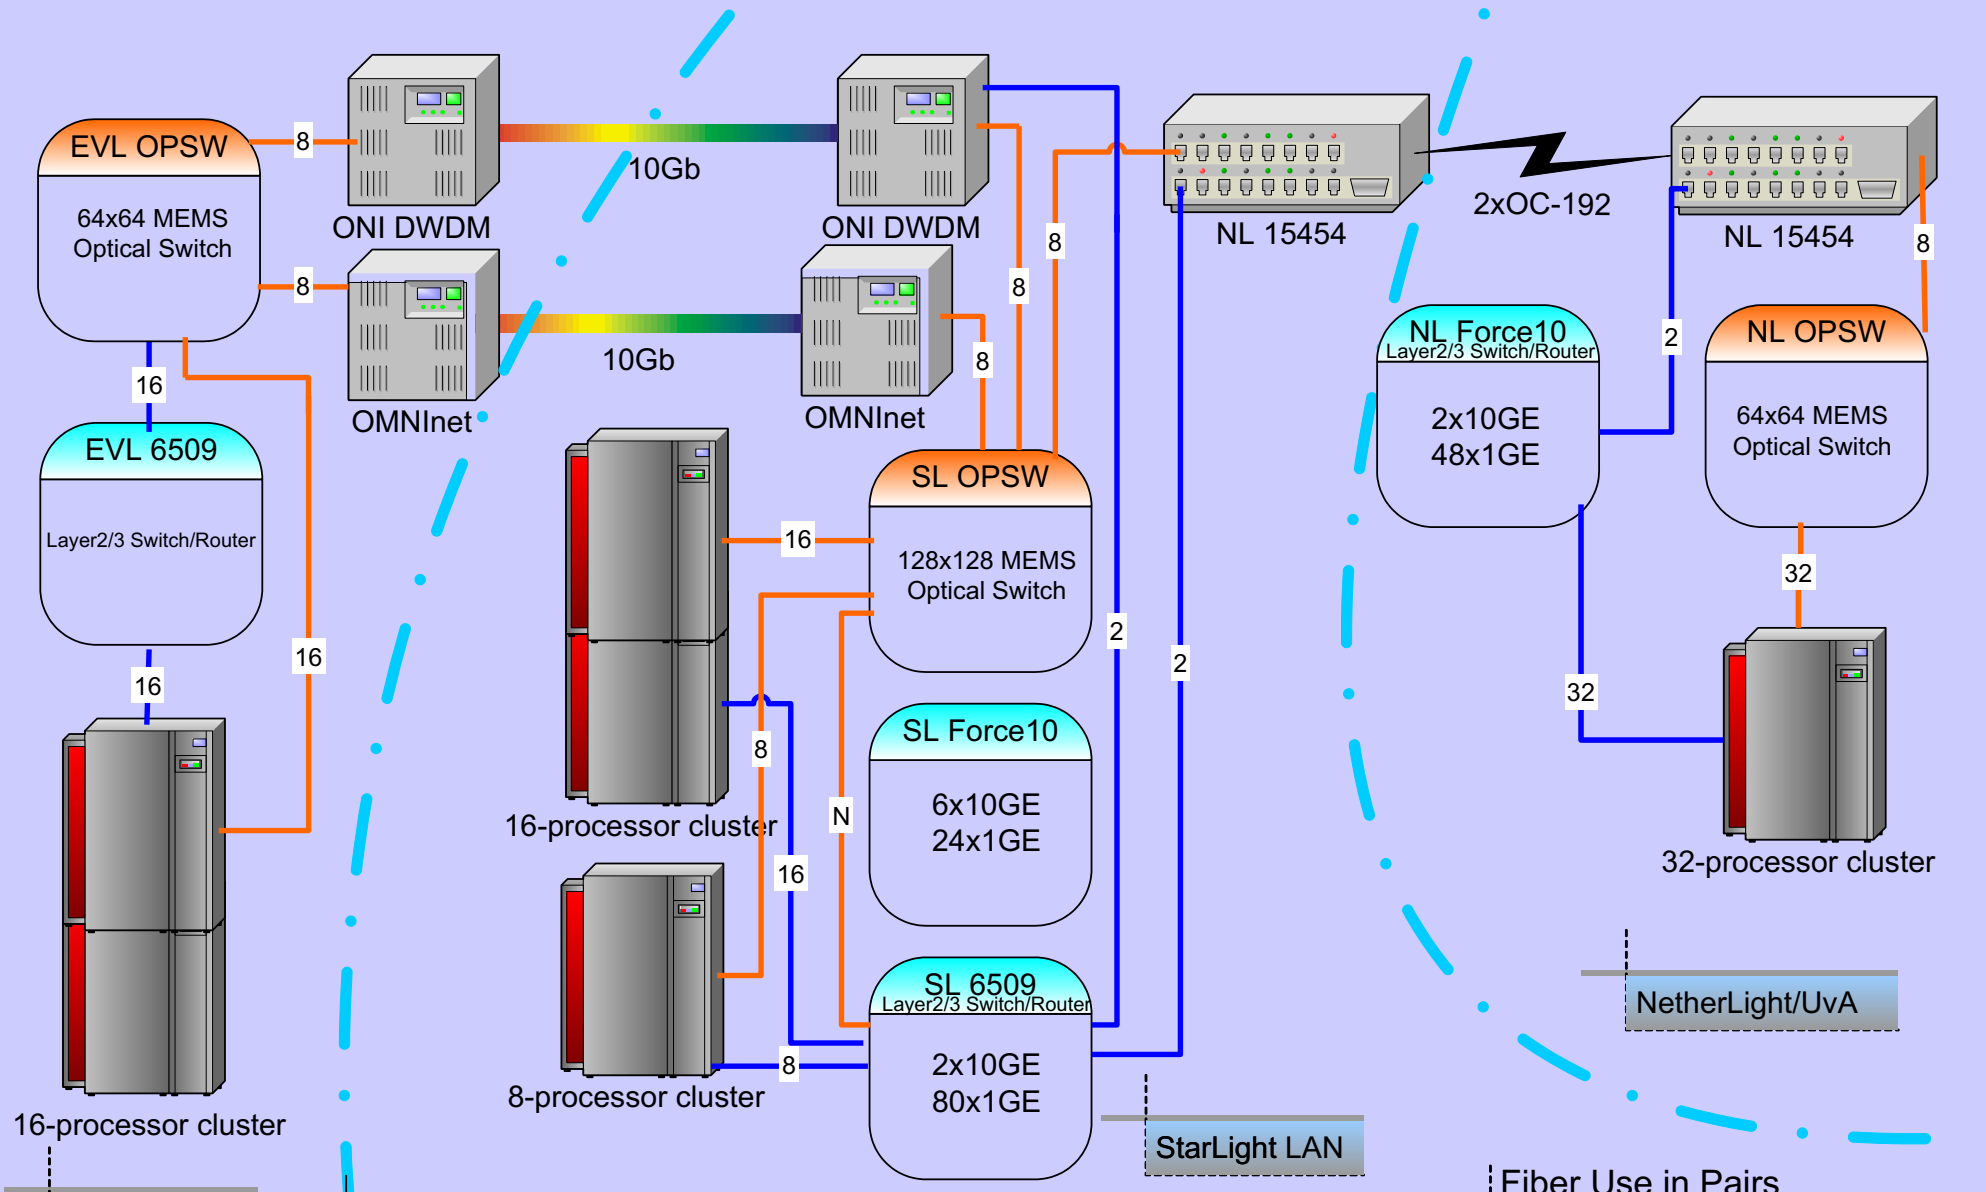 EVL OPSW
64x64 MEMS
Optical Switch
8
8
16
EVL 6509
Layer2/3 Switch/Router
16
16
16-processor cluster
ONI DWDM
10Gb
ONI DWDM
OMNInet
10Gb
OMNInet
8
8
8
SL OPSW
128x128 MEMS
Optical Switch
16
8
N
16
8
2
2
16-processor cluster
8-processor cluster
SL Force10
6x10GE
24x1GE
SL 6509
Layer2/3 Switch/Router
2x10GE
80x1GE
StarLight LAN
NL 15454
2xOC-192
NL 15454
8
2
NL Force10
Layer2/3 Switch/Router
2x10GE
48x1GE
NL OPSW
64x64 MEMS
Optical Switch
32
32
32-processor cluster
NetherLight/UvA
Fiber Use in Pairs